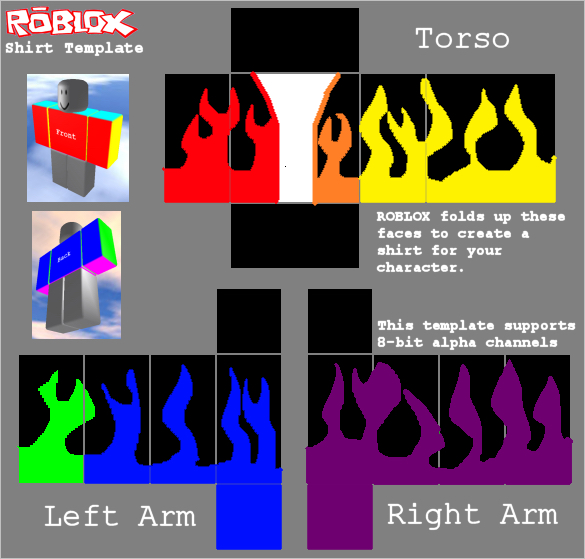 ROBLOX
Shirt Template
Torso
Front
Back
ROBLOX folds up these
faces to create a
shirt for your
character.
This template supports
8-bit alpha channels
Left Arm
Right Arm